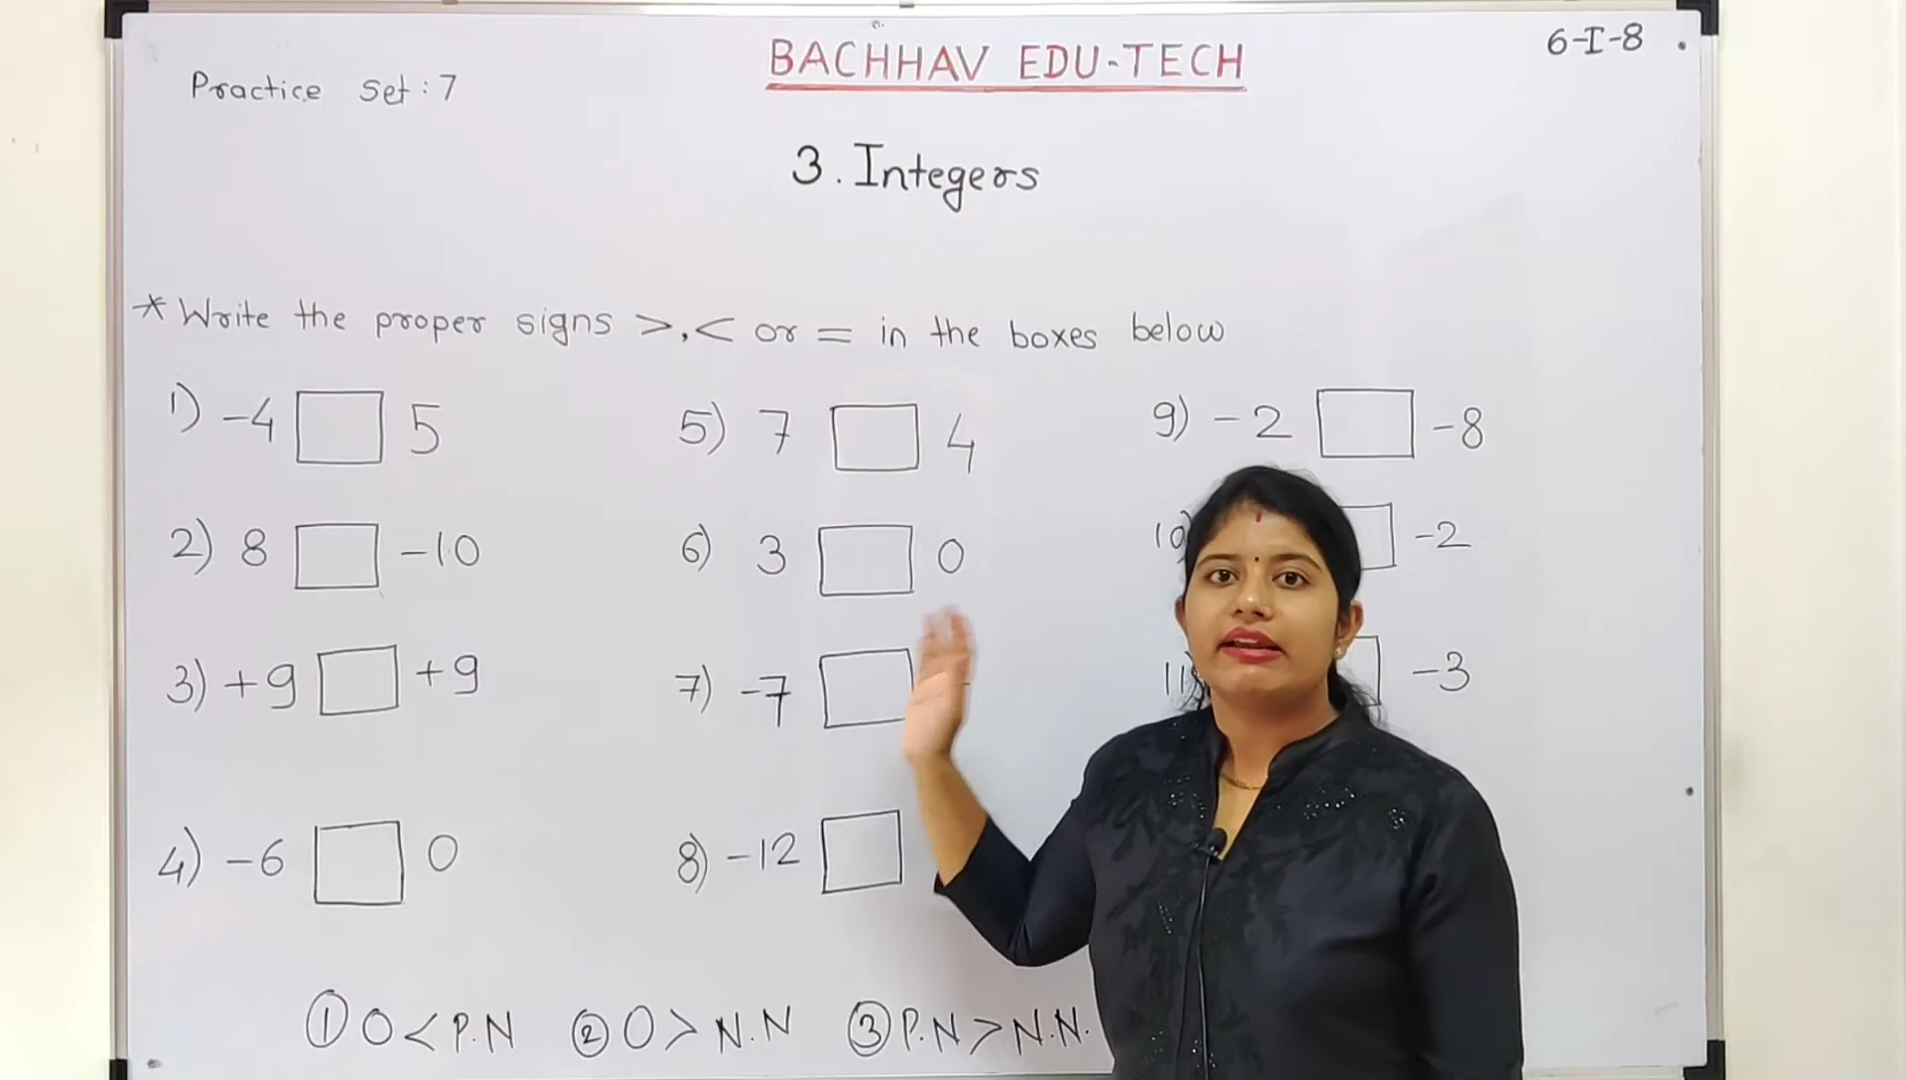 6-I-8
BACHHAV EDU-TECH
Practice Set: 7
3. Integers
* Write the proper signs >, < or = in the boxes below
1) -4 □ 5
2) 8 □ -10
3) +9 □ +9
4) -6 □ 0
5) 7 □ 4
6) 3 □ 0
7) -7 □
8) -12 □
9) -2 □ -8
10) □ -2
11) □ -3
① 0 < P.N ② 0 > N.N ③ P.N > N.N.